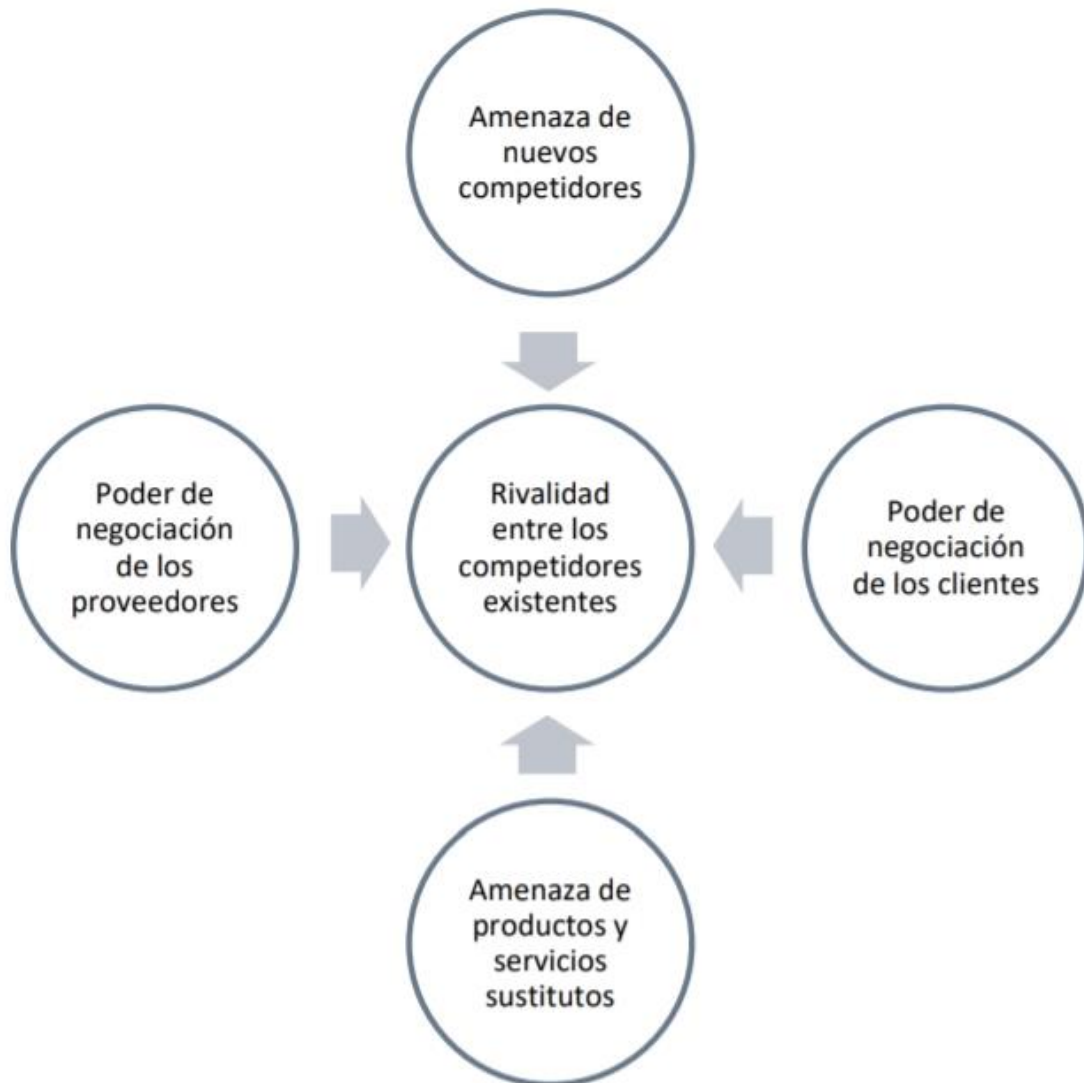 Amenaza de
nuevos
competidores
Poder de
negociación
de los
proveedores
Rivalidad
entre los
competidores
existentes
Poder de
negociación
de los clientes
Amenaza de
productos y
servicios
sustitutos